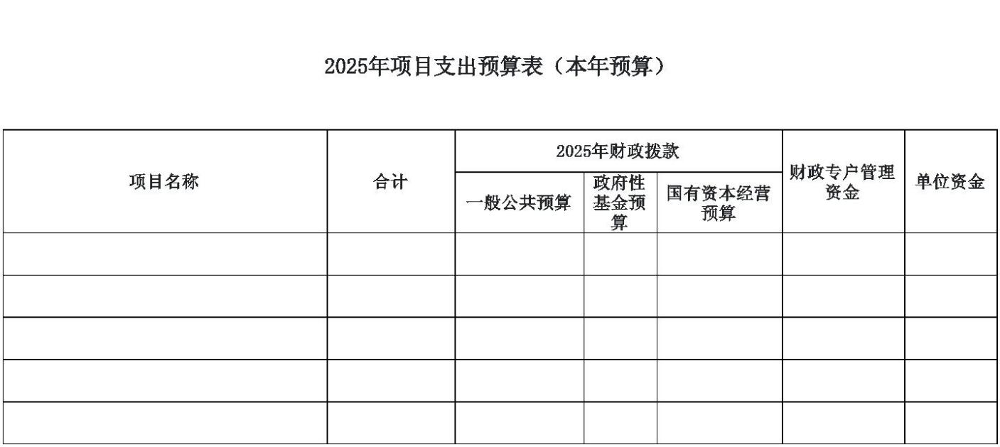 2025年项目支出预算表（本年预算）
项目名称
合计
2025年财政拨款
一般公共预算
政府性
基金预
算
国有资本经营
预算
财政专户管理
资金
单位资金